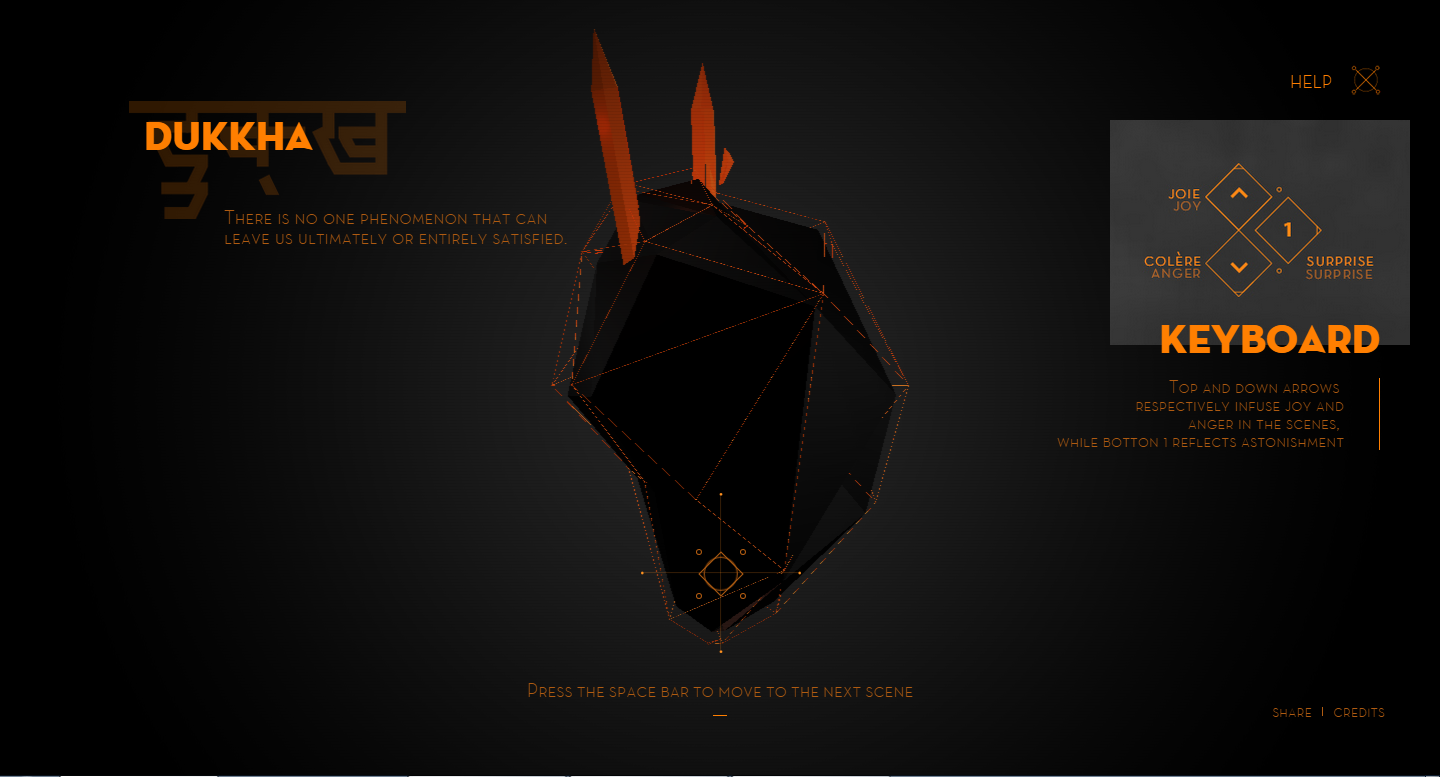 DUKKHA
THERE IS NO ONE PHENOMENON THAT CAN
LEAVE US ULTIMATELY OR ENTIRELY SATISFIED.
HELP
JOIE
JOY
1
COLÈRE
ANGER
SURPRISE
SURPRISE
KEYBOARD
TOP AND DOWN ARROWS
RESPECTIVELY INFUSE JOY AND
ANGER IN THE SCENES,
WHILE BOTTON 1 REFLECTS ASTONISHMENT
PRESS THE SPACE BAR TO MOVE TO THE NEXT SCENE
SHARE | CREDITS